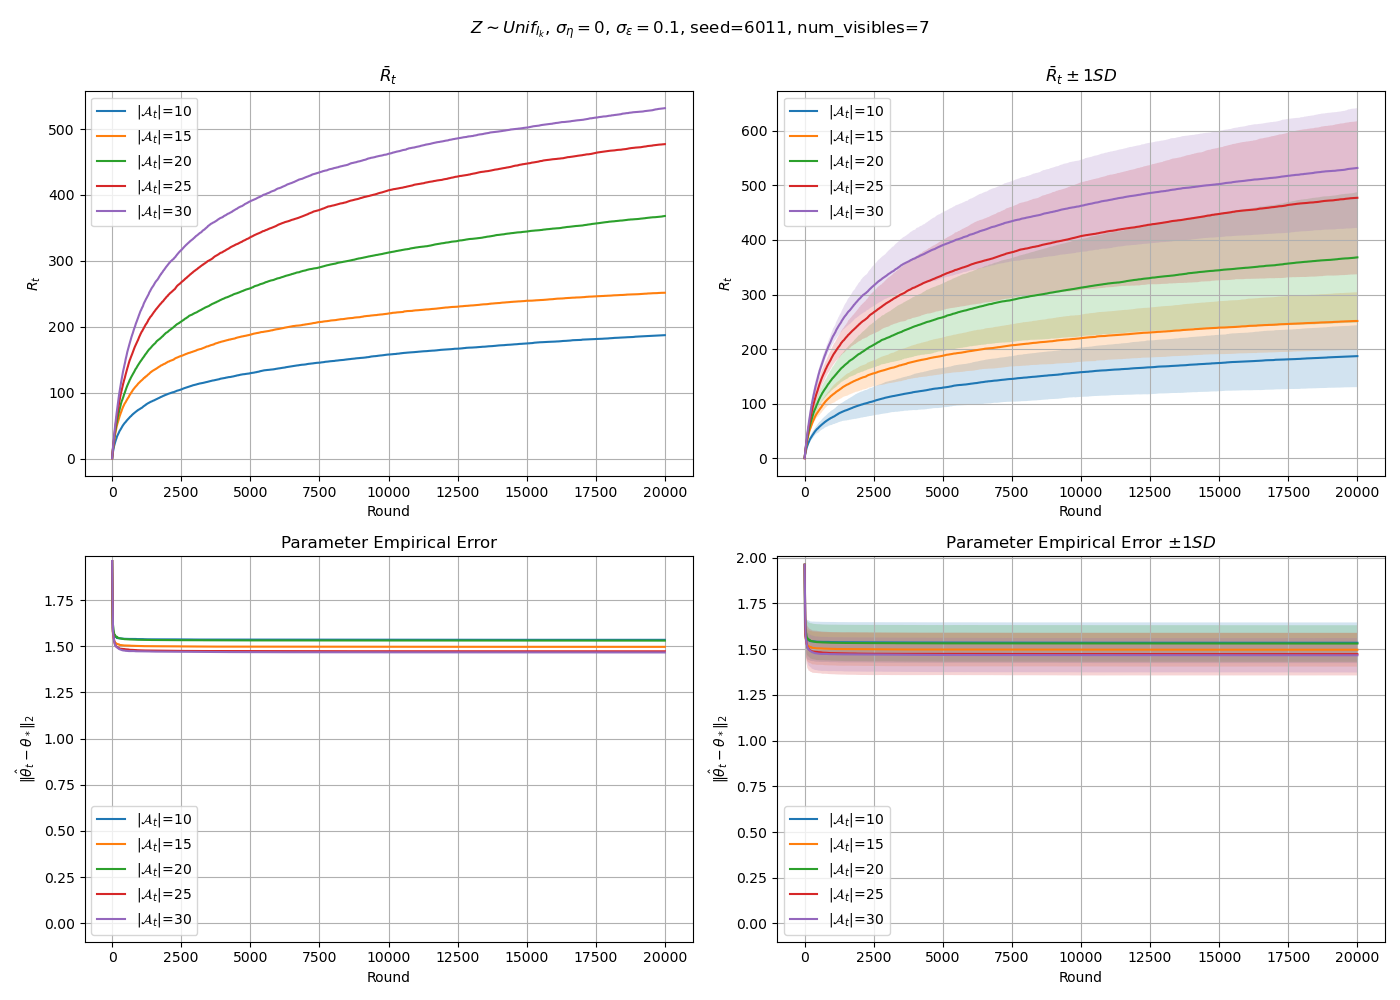 Z ~ Unif_{I_k}, σ_η = 0, σ_ε = 0.1, seed=6011, num_visibles=7
R̄_t
R_t
500
400
300
200
100
0
|𝒜_t|=10
|𝒜_t|=15
|𝒜_t|=20
|𝒜_t|=25
|𝒜_t|=30
0 2500 5000 7500 10000 12500 15000 17500 20000
Round
R̄_t ± 1SD
R_t
600
500
400
300
200
100
0
|𝒜_t|=10
|𝒜_t|=15
|𝒜_t|=20
|𝒜_t|=25
|𝒜_t|=30
0 2500 5000 7500 10000 12500 15000 17500 20000
Round
Parameter Empirical Error
‖θ̂_t − θ_*‖_2
1.75
1.50
1.25
1.00
0.75
0.50
0.25
0.00
|𝒜_t|=10
|𝒜_t|=15
|𝒜_t|=20
|𝒜_t|=25
|𝒜_t|=30
0 2500 5000 7500 10000 12500 15000 17500 20000
Round
Parameter Empirical Error ±1SD
‖θ̂_t − θ_*‖_2
2.00
1.75
1.50
1.25
1.00
0.75
0.50
0.25
0.00
|𝒜_t|=10
|𝒜_t|=15
|𝒜_t|=20
|𝒜_t|=25
|𝒜_t|=30
0 2500 5000 7500 10000 12500 15000 17500 20000
Round